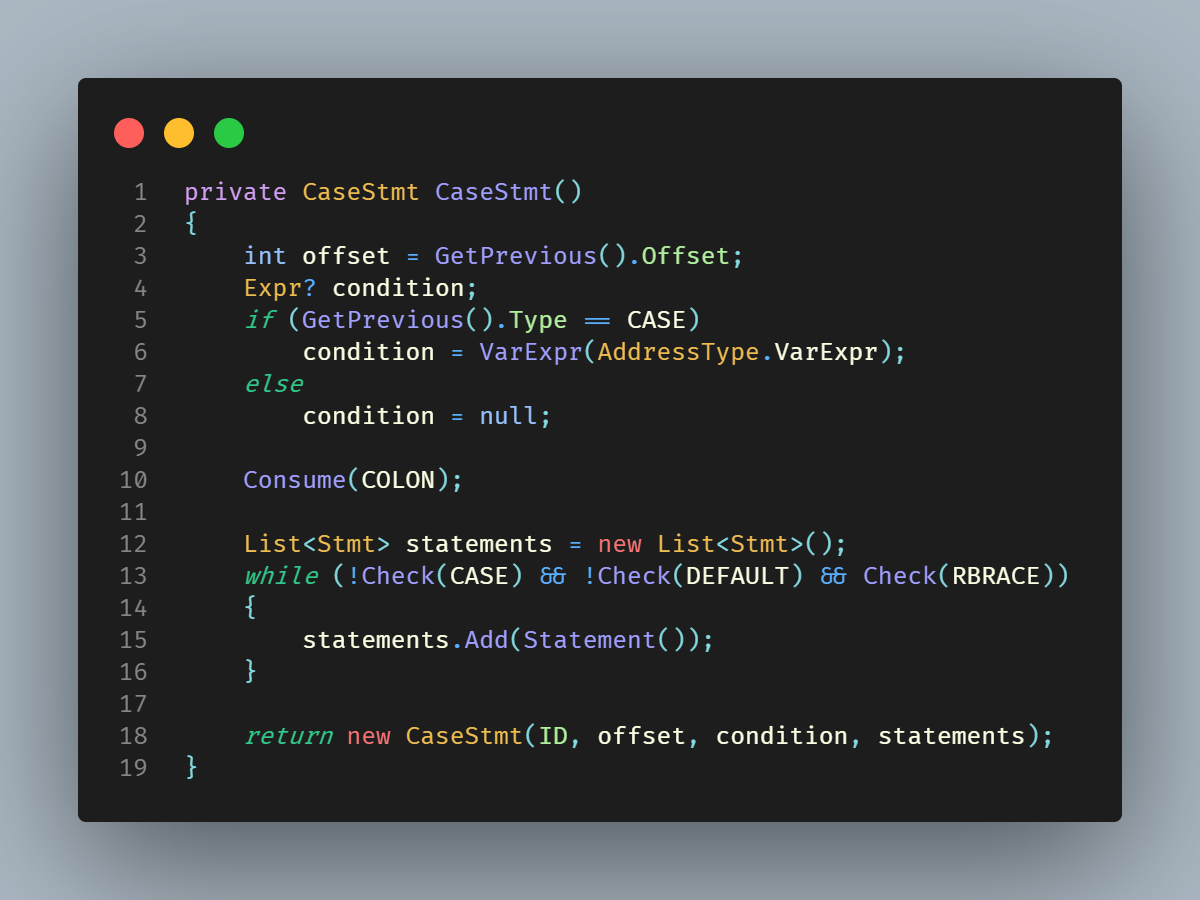 1 private CaseStmt CaseStmt()
2 {
3     int offset = GetPrevious().Offset;
4     Expr? condition;
5     if (GetPrevious().Type == CASE)
6         condition = VarExpr(AddressType.VarExpr);
7     else
8         condition = null;
9
10     Consume(COLON);
11
12     List<Stmt> statements = new List<Stmt>();
13     while (!Check(CASE) && !Check(DEFAULT) && Check(RBRACE))
14     {
15         statements.Add(Statement());
16     }
17
18     return new CaseStmt(ID, offset, condition, statements);
19 }